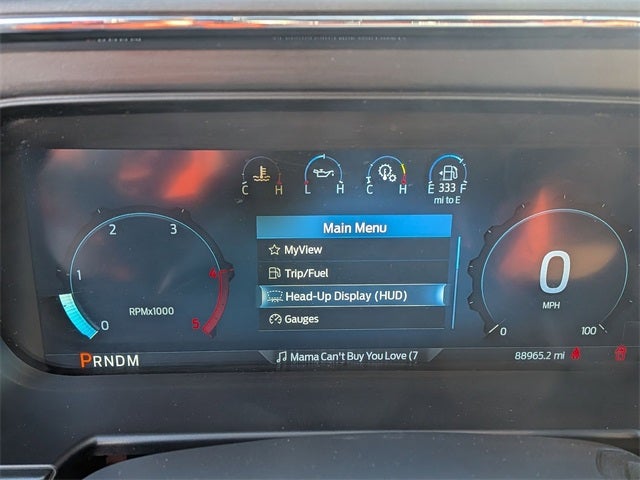 C H
L H
C H
E 333 F
mi to E
Main Menu
MyView
Trip/Fuel
Head-Up Display (HUD)
Gauges
0
1
2
3
4
5
RPMx1000
0
MPH
0
100
PRNDM
Mama Can't Buy You Love (7
88965.2 mi